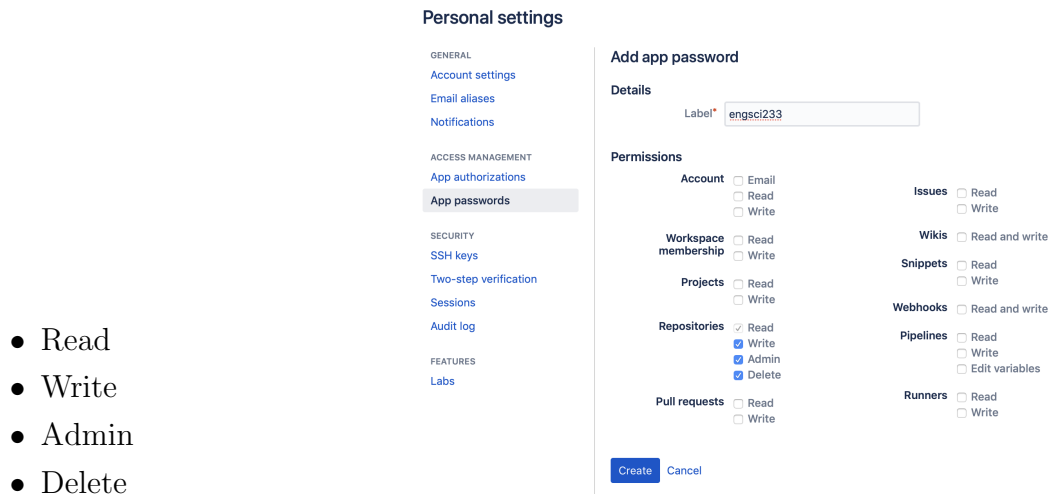 Personal settings
GENERAL
Account settings
Email aliases
Notifications
ACCESS MANAGEMENT
App authorizations
App passwords
SECURITY
SSH keys
Two-step verification
Sessions
Audit log
FEATURES
Labs
Add app password
Details
Label* engsci233
Permissions
Account Email
Read
Write
Workspace membership Read
Write
Projects Read
Write
Repositories Read
Write
Admin
Delete
Pull requests Read
Write
Issues Read
Write
Wikis Read and write
Snippets Read
Write
Webhooks Read and write
Pipelines Read
Write
Edit variables
Runners Read
Write
Create Cancel
• Read
• Write
• Admin
• Delete